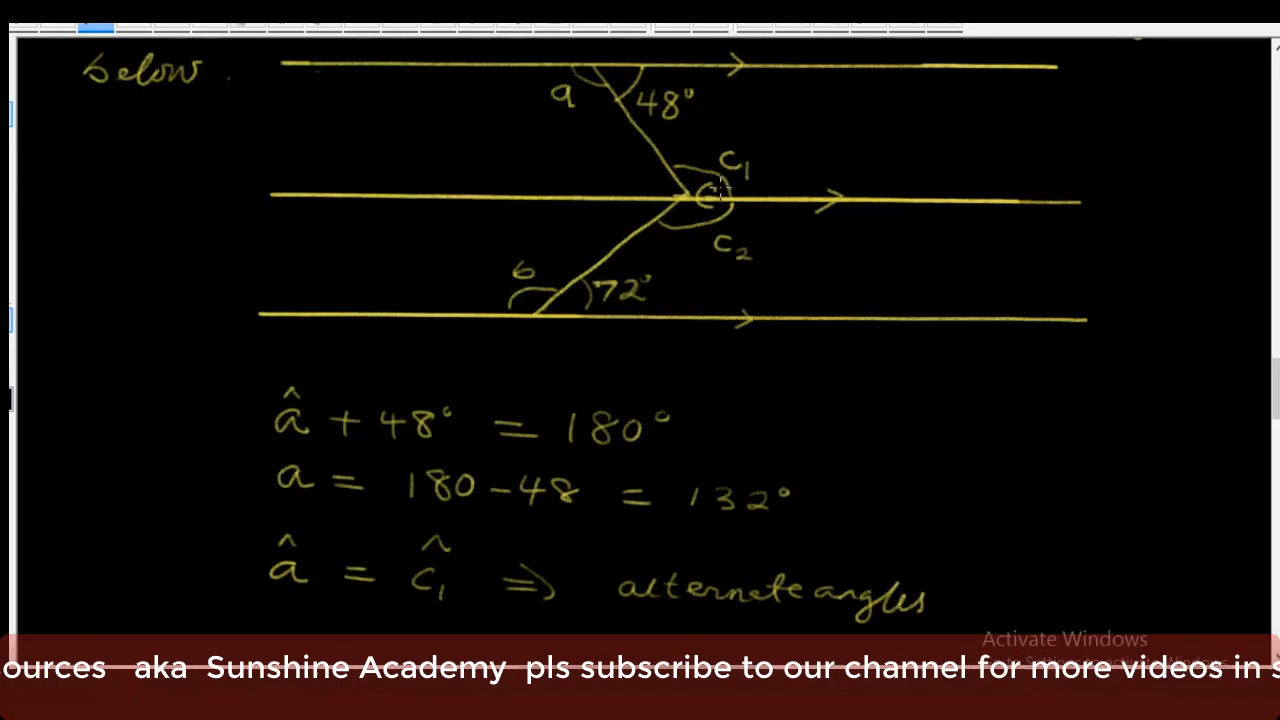 below.
a 48°
C1
C
C2
b 72°
â + 48° = 180°
a = 180 - 48 = 132°
â = ĉ1 ⇒ alternate angles
Activate Windows
sources aka Sunshine Academy pls subscribe to our channel for more videos in s